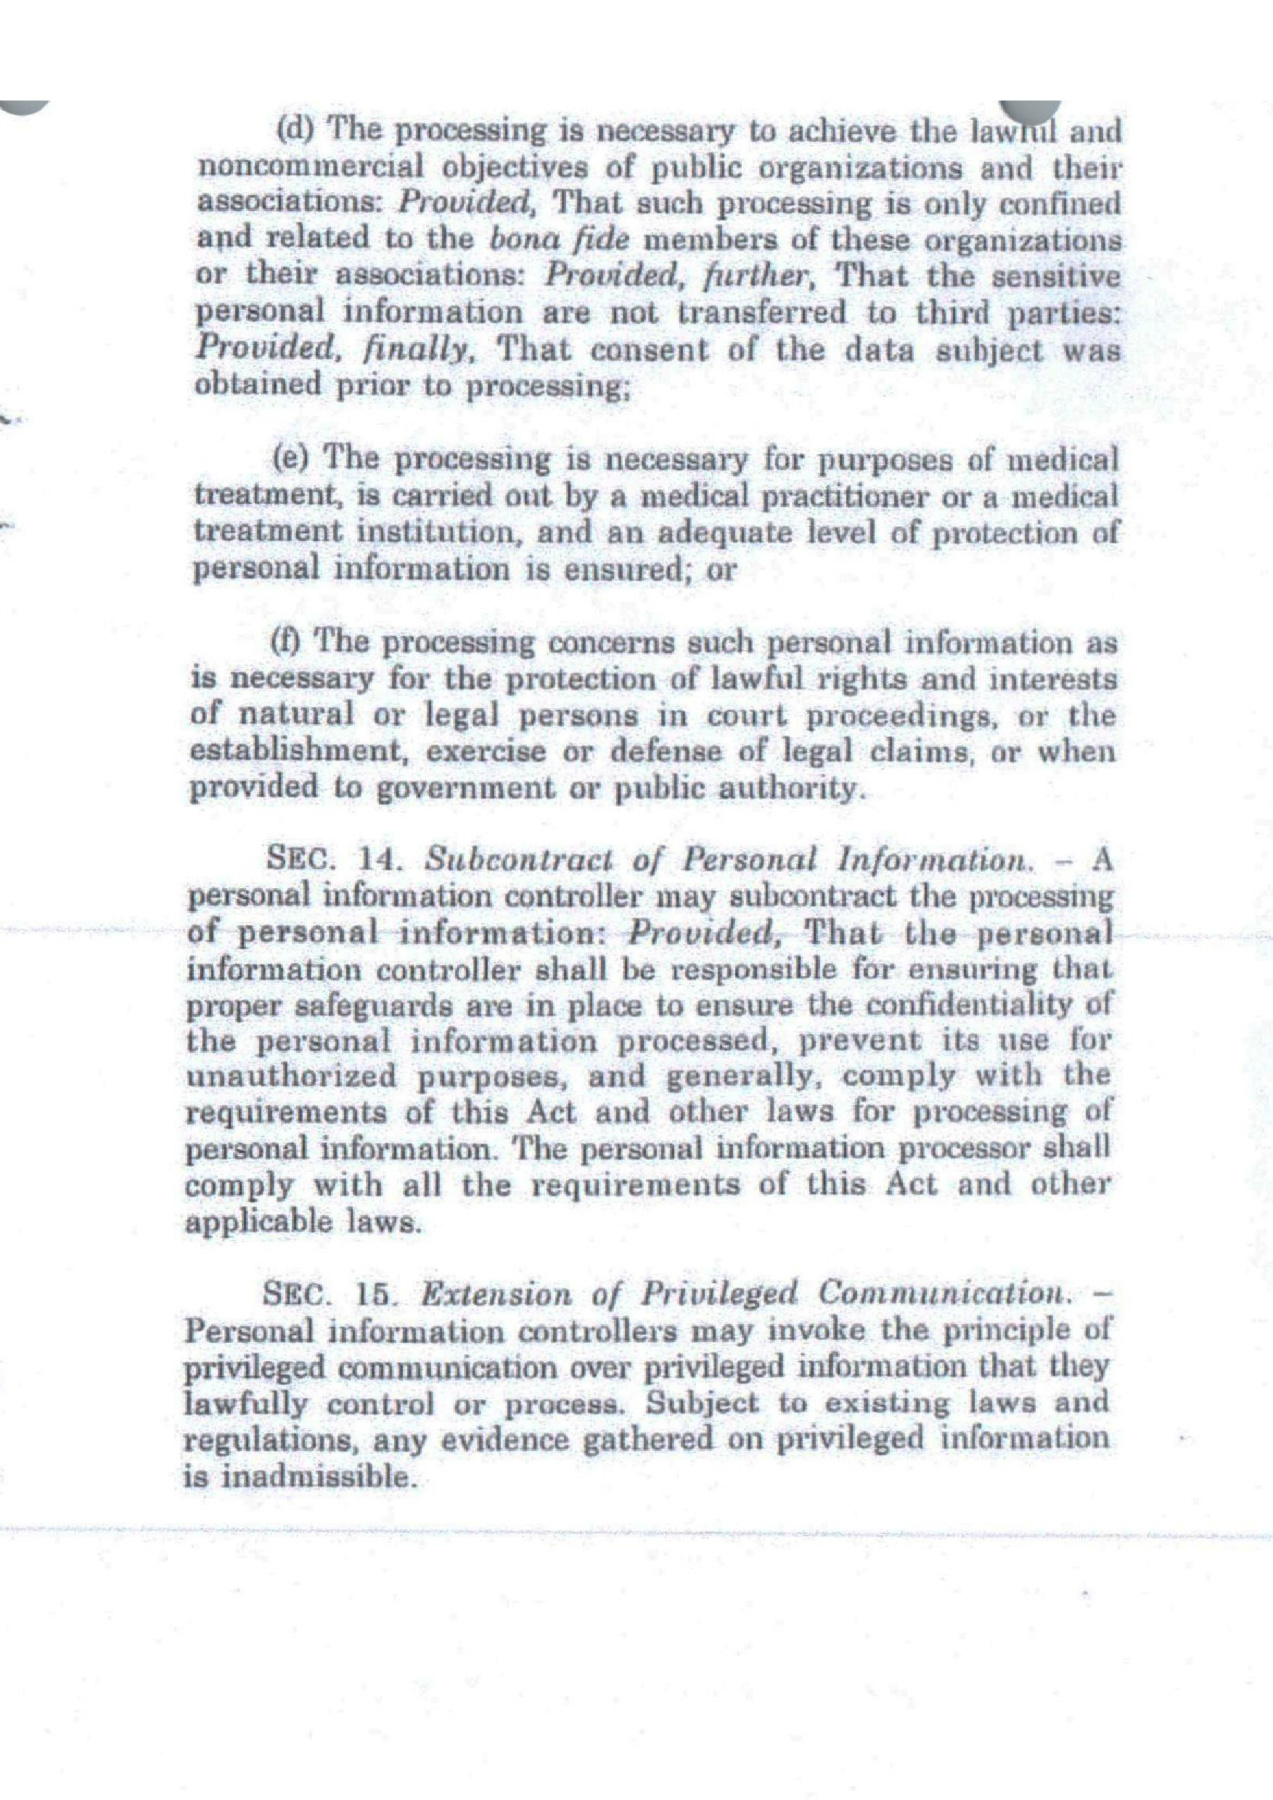 (d) The processing is necessary to achieve the lawful and
noncommercial objectives of public organizations and their
associations: Provided, That such processing is only confined
and related to the bona fide members of these organizations
or their associations: Provided, further, That the sensitive
personal information are not transferred to third parties:
Provided, finally, That consent of the data subject was
obtained prior to processing;
(e) The processing is necessary for purposes of medical
treatment, is carried out by a medical practitioner or a medical
treatment institution, and an adequate level of protection of
personal information is ensured; or
(f) The processing concerns such personal information as
is necessary for the protection of lawful rights and interests
of natural or legal persons in court proceedings, or the
establishment, exercise or defense of legal claims, or when
provided to government or public authority.
SEC. 14. Subcontract of Personal Information. – A
personal information controller may subcontract the processing
of personal information: Provided, That the personal
information controller shall be responsible for ensuring that
proper safeguards are in place to ensure the confidentiality of
the personal information processed, prevent its use for
unauthorized purposes, and generally, comply with the
requirements of this Act and other laws for processing of
personal information. The personal information processor shall
comply with all the requirements of this Act and other
applicable laws.
SEC. 15. Extension of Privileged Communication. –
Personal information controllers may invoke the principle of
privileged communication over privileged information that they
lawfully control or process. Subject to existing laws and
regulations, any evidence gathered on privileged information
is inadmissible.